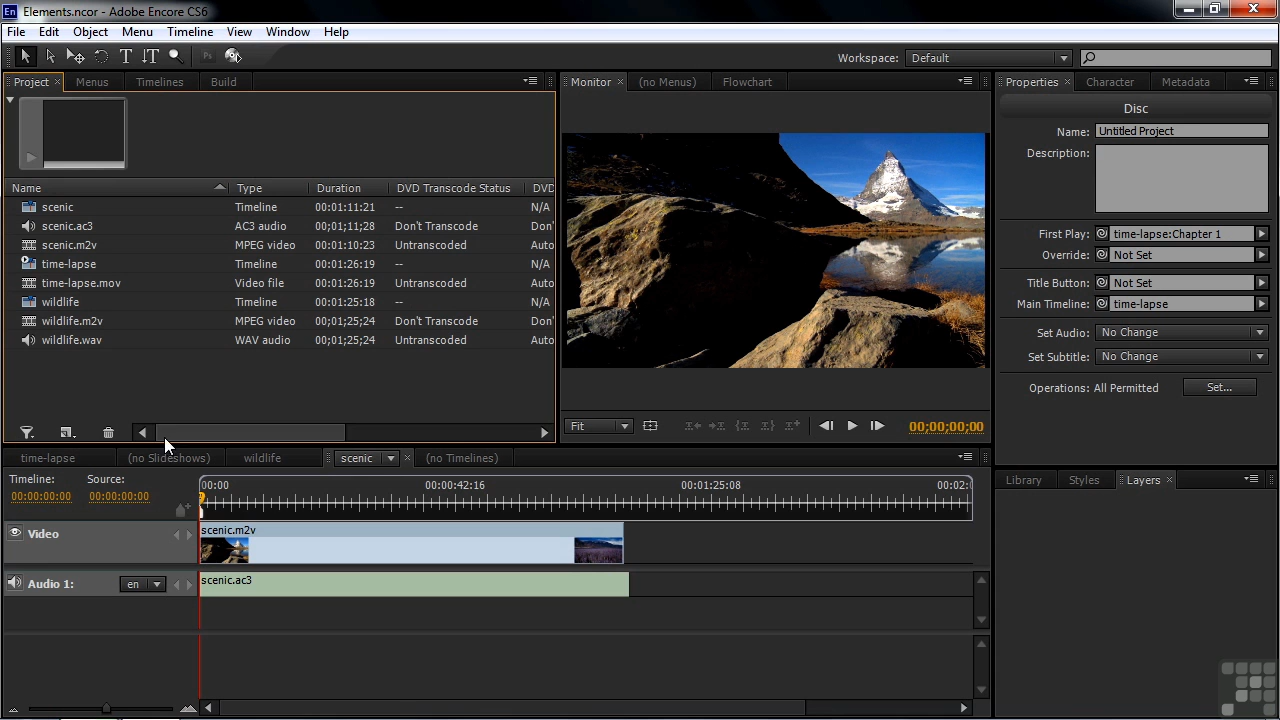 En Elements.ncor - Adobe Encore CS6
File Edit Object Menu Timeline View Window Help
Workspace: Default
Project Menus Timelines Build
Monitor (no Menus) Flowchart
Properties Character Metadata
Disc
Name: Untitled Project
Description:
Name Type Duration DVD Transcode Status DVD
scenic Timeline 00:01:11:21 -- N/A
scenic.ac3 AC3 audio 00;01;11;28 Don't Transcode Don'
scenic.m2v MPEG video 00:01:10:23 Untranscoded Auto
time-lapse Timeline 00:01:26:19 -- N/A
time-lapse.mov Video file 00:01:26:19 Untranscoded Auto
wildlife Timeline 00:01:25:18 -- N/A
wildlife.m2v MPEG video 00;01;25;24 Don't Transcode Don'
wildlife.wav WAV audio 00;01;25;24 Untranscoded Auto
First Play: time-lapse:Chapter 1
Override: Not Set
Title Button: Not Set
Main Timeline: time-lapse
Set Audio: No Change
Set Subtitle: No Change
Operations: All Permitted Set...
Fit 00;00;00;00
time-lapse (no Slideshows) wildlife scenic (no Timelines)
Library Styles Layers
Timeline: Source:
00:00:00:00 00:00:00:00
00:00 00:00:42:16 00:01:25:08 00:02:
Video scenic.m2v
Audio 1: en scenic.ac3